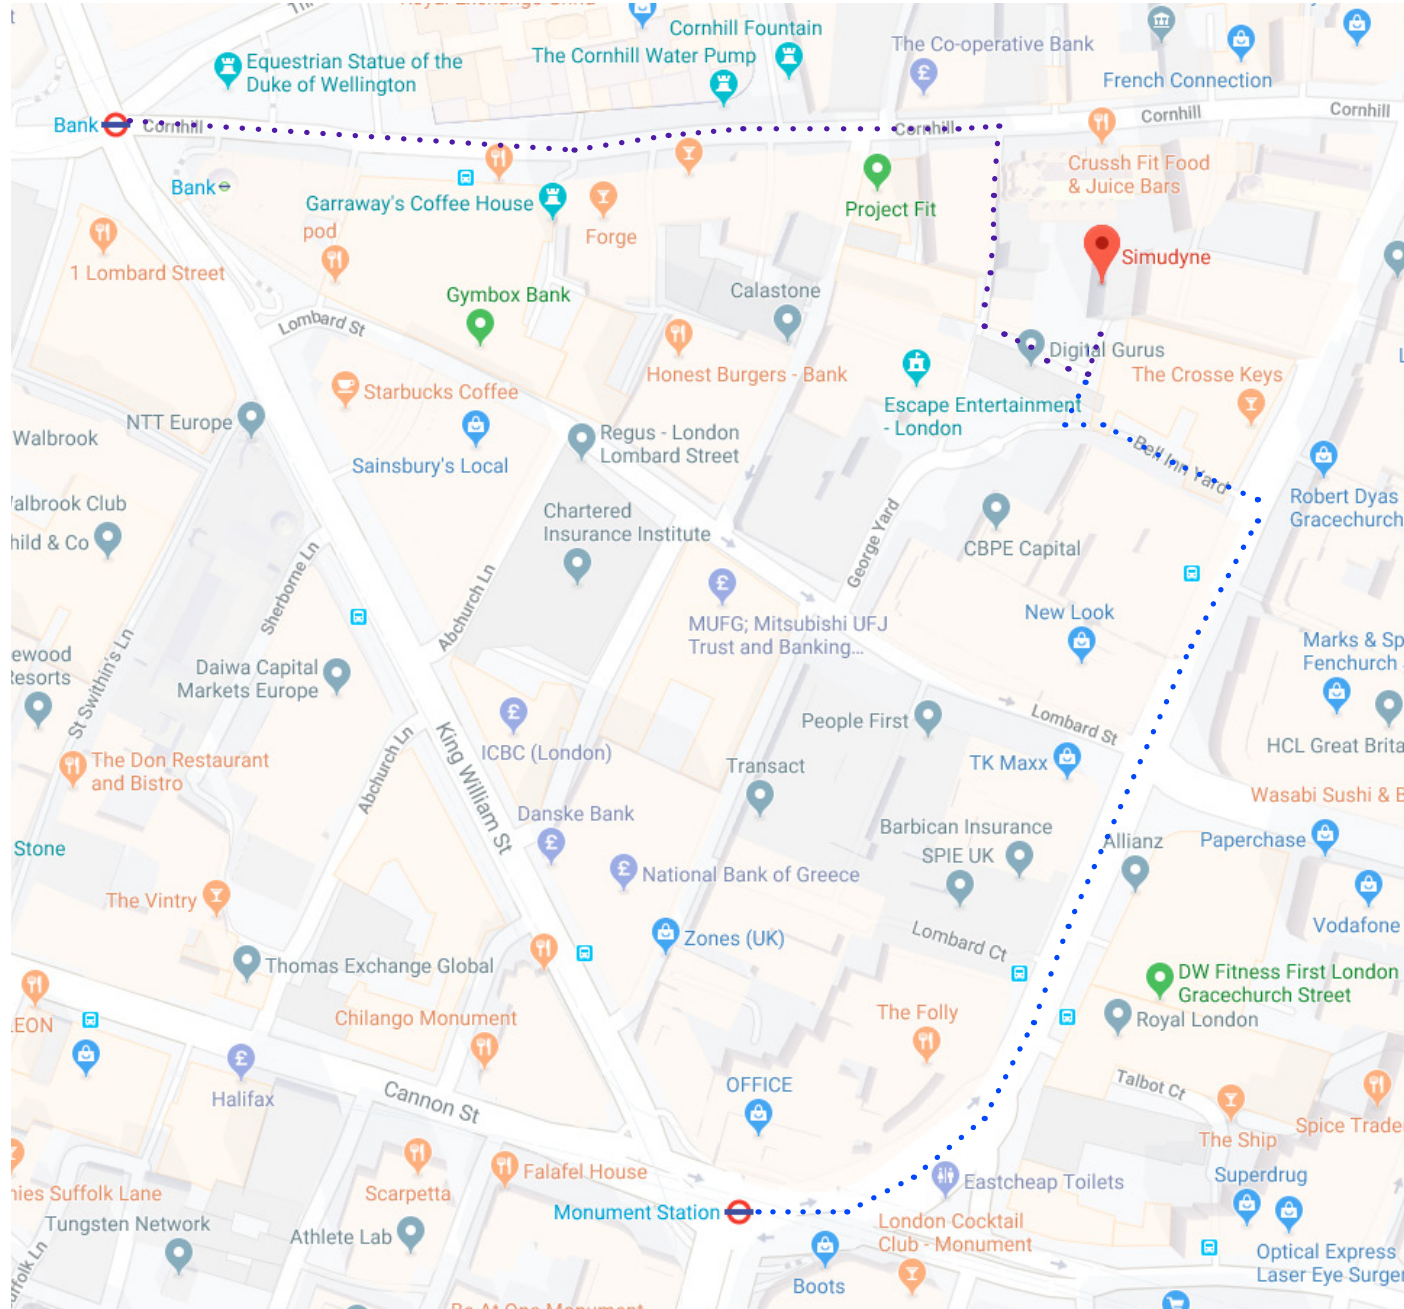 Cornhill Fountain
The Cornhill Water Pump
The Co-operative Bank
French Connection
Equestrian Statue of the
Duke of Wellington
Bank
Cornhill
Cornhill
Cornhill
Cornhill
Crussh Fit Food
& Juice Bars
Bank
Garraway's Coffee House
Project Fit
pod
Forge
Simudyne
1 Lombard Street
Gymbox Bank
Calastone
Lombard St
Digital Gurus
Honest Burgers - Bank
The Crosse Keys
Starbucks Coffee
Escape Entertainment
- London
NTT Europe
Walbrook
Regus - London
Lombard Street
Sainsbury's Local
Bell Inn Yard
Robert Dyas
Gracechurch
albrook Club
Chartered
Insurance Institute
hild & Co
CBPE Capital
George Yard
Sherborne Ln
Abchurch Ln
New Look
MUFG; Mitsubishi UFJ
Trust and Banking...
Marks & Sp
Fenchurch
ewood
esorts
St Swithin's Ln
Daiwa Capital
Markets Europe
People First
Lombard St
King William St
ICBC (London)
HCL Great Brita
The Don Restaurant
and Bistro
Abchurch Ln
Transact
TK Maxx
Wasabi Sushi & B
Danske Bank
Barbican Insurance
SPIE UK
Allianz
Paperchase
Stone
National Bank of Greece
The Vintry
Vodafone
Zones (UK)
Lombard Ct
Thomas Exchange Global
DW Fitness First London
Gracechurch Street
LEON
Chilango Monument
The Folly
Royal London
OFFICE
Talbot Ct
Halifax
Cannon St
Spice Trade
The Ship
Falafel House
Eastcheap Toilets
Superdrug
nies Suffolk Lane
Scarpetta
Monument Station
Tungsten Network
London Cocktail
Club - Monument
Athlete Lab
Optical Express
Laser Eye Surger
uffolk Ln
Boots